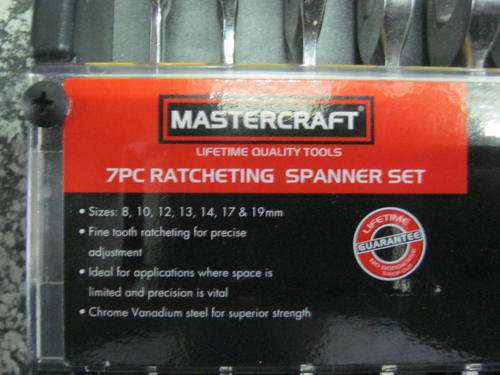 MASTERCRAFT®
LIFETIME QUALITY TOOLS
7PC RATCHETING SPANNER SET
• Sizes: 8, 10, 12, 13, 14, 17 & 19mm
• Fine tooth ratcheting for precise
adjustment
• Ideal for applications where space is
limited and precision is vital
• Chrome Vanadium steel for superior strength
LIFETIME
GUARANTEE
NO NONSENSE